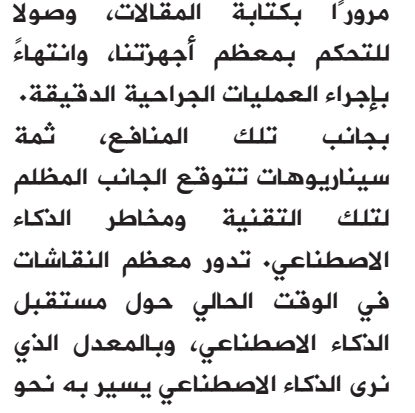 مرورًا بكتابة المقالات، وصولًا
للتحكم بمعظم أجهزتنا، وانتهاءً
بإجراء العمليات الجراحية الدقيقة.
بجانب تلك المنافع، ثمة
سيناريوهات تتوقع الجانب المظلم
لتلك التقنية ومخاطر الذكاء
الاصطناعي. تدور معظم النقاشات
في الوقت الحالي حول مستقبل
الذكاء الاصطناعي، وبالمعدل الذي
نرى الذكاء الاصطناعي يسير به نحو